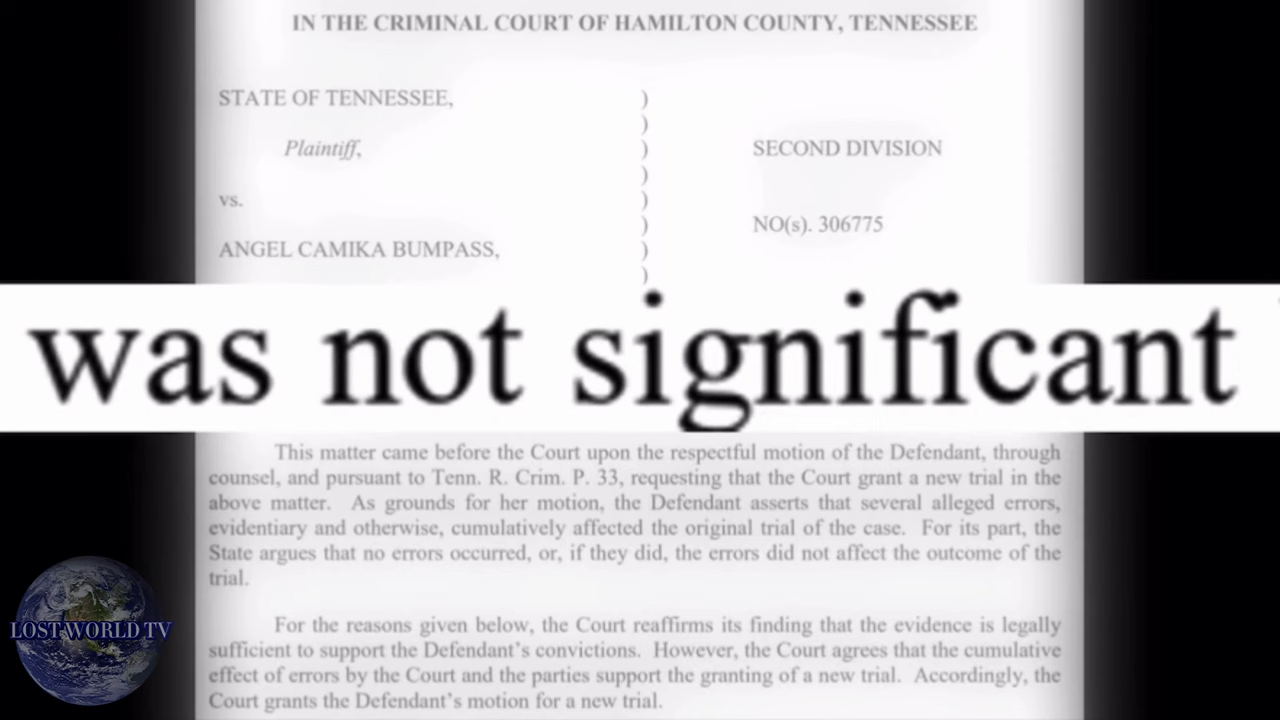 IN THE CRIMINAL COURT OF HAMILTON COUNTY, TENNESSEE
STATE OF TENNESSEE, )
)
Plaintiff, ) SECOND DIVISION
)
vs. )
) NO(s). 306775
ANGEL CAMIKA BUMPASS, )
)
was not significant
This matter came before the Court upon the respectful motion of the Defendant, through
counsel, and pursuant to Tenn. R. Crim. P. 33, requesting that the Court grant a new trial in the
above matter. As grounds for her motion, the Defendant asserts that several alleged errors,
evidentiary and otherwise, cumulatively affected the original trial of the case. For its part, the
State argues that no errors occurred, or, if they did, the errors did not affect the outcome of the
trial.
For the reasons given below, the Court reaffirms its finding that the evidence is legally
sufficient to support the Defendant's convictions. However, the Court agrees that the cumulative
effect of errors by the Court and the parties support the granting of a new trial. Accordingly, the
Court grants the Defendant's motion for a new trial.
LOST WORLD TV